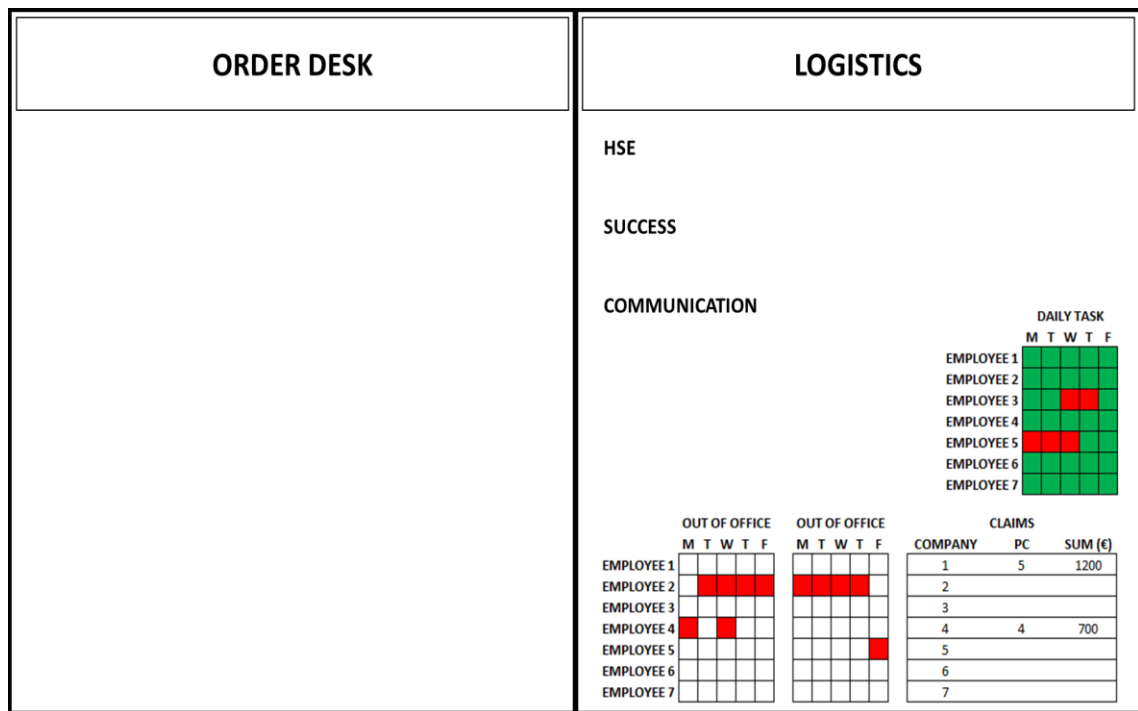 ORDER DESK
LOGISTICS
HSE
SUCCESS
COMMUNICATION
DAILY TASK
M T W T F
EMPLOYEE 1
EMPLOYEE 2
EMPLOYEE 3
EMPLOYEE 4
EMPLOYEE 5
EMPLOYEE 6
EMPLOYEE 7
OUT OF OFFICE
M T W T F
EMPLOYEE 1
EMPLOYEE 2
EMPLOYEE 3
EMPLOYEE 4
EMPLOYEE 5
EMPLOYEE 6
EMPLOYEE 7
OUT OF OFFICE
M T W T F
CLAIMS
COMPANY PC SUM (€)
1 5 1200
2
3
4 4 700
5
6
7